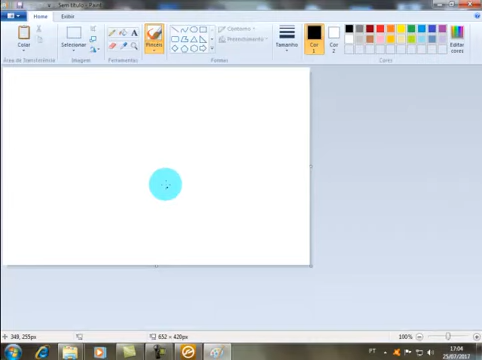 Sem título - Paint
Home
Exibir
Colar
Selecionar
Pincéis
Contorno
Preenchimento
Tamanho
Cor
1
Cor
2
Editar
cores
Área de Transferência
Imagem
Ferramentas
Formas
Cores
349, 255px
652 × 420px
100%
PT
17:04
25/07/2017